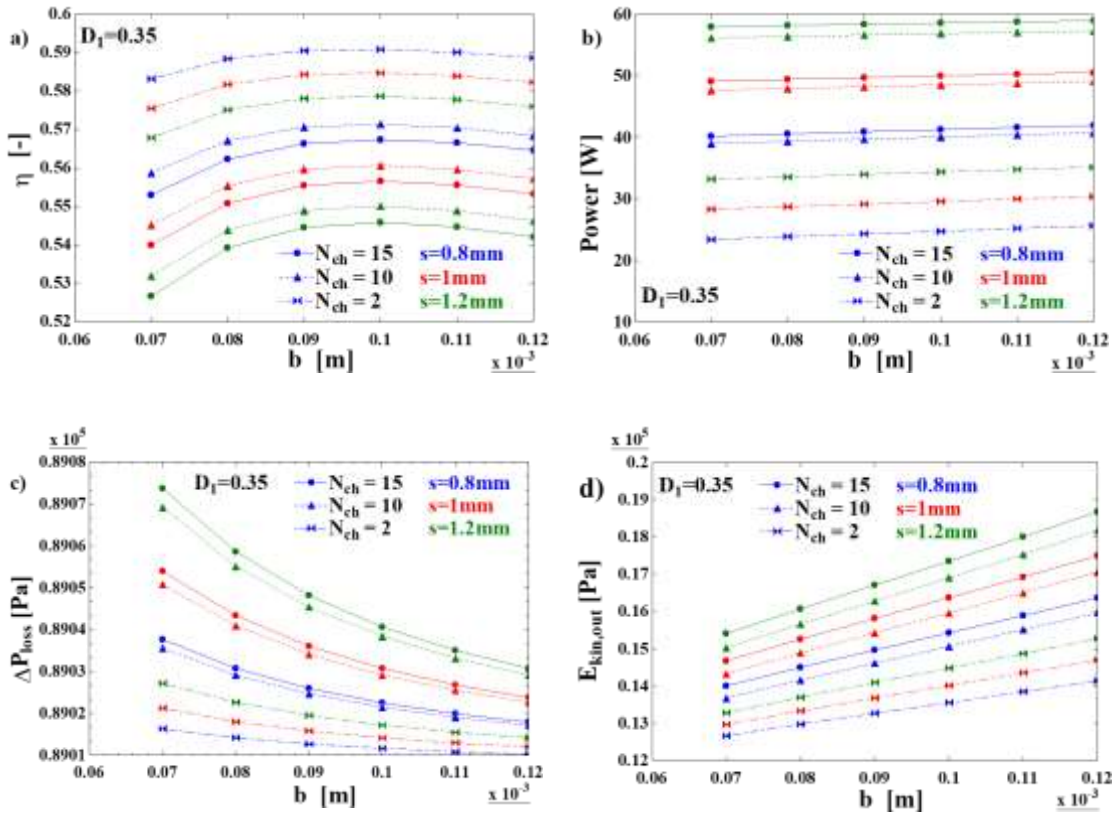 a)
D1=0.35
η [-]
0.6
0.59
0.58
0.57
0.56
0.55
0.54
0.53
0.52
Nch = 15 s=0.8mm
Nch = 10 s=1mm
Nch = 2 s=1.2mm
0.06 0.07 0.08 0.09 0.1 0.11 0.12
b [m]
x 10-3
b)
Power [W]
60
50
40
30
20
10
Nch = 15 s=0.8mm
Nch = 10 s=1mm
Nch = 2 s=1.2mm
D1=0.35
0.06 0.07 0.08 0.09 0.1 0.11 0.12
b [m]
x 10-3
x 105
c)
D1=0.35
ΔPloss [Pa]
0.8908
0.8907
0.8906
0.8905
0.8904
0.8903
0.8902
0.8901
Nch = 15 s=0.8mm
Nch = 10 s=1mm
Nch = 2 s=1.2mm
0.06 0.07 0.08 0.09 0.1 0.11 0.12
b [m]
x 10-3
x 105
d)
D1=0.35
Ekin,out [Pa]
0.2
0.19
0.18
0.17
0.16
0.15
0.14
0.13
0.12
Nch = 15 s=0.8mm
Nch = 10 s=1mm
Nch = 2 s=1.2mm
0.06 0.07 0.08 0.09 0.1 0.11 0.12
b [m]
x 10-3